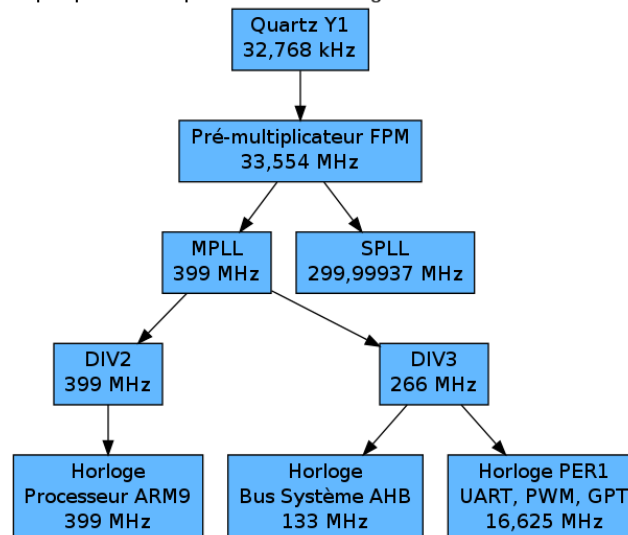 Quartz Y1
32,768 kHz
Pré-multiplicateur FPM
33,554 MHz
MPLL
399 MHz
SPLL
299,99937 MHz
DIV2
399 MHz
DIV3
266 MHz
Horloge
Processeur ARM9
399 MHz
Horloge
Bus Système AHB
133 MHz
Horloge PER1
UART, PWM, GPT
16,625 MHz